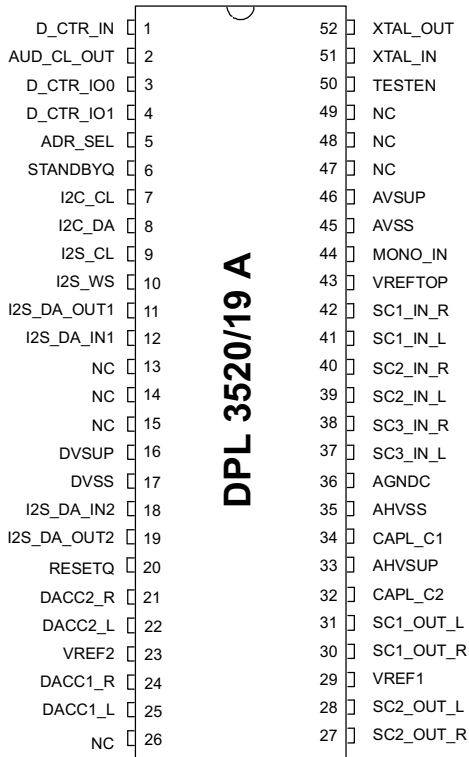 D_CTR_IN 1 52 XTAL_OUT
AUD_CL_OUT 2 51 XTAL_IN
D_CTR_IO0 3 50 TESTEN
D_CTR_IO1 4 49 NC
ADR_SEL 5 48 NC
STANDBYQ 6 47 NC
I2C_CL 7 46 AVSUP
I2C_DA 8 45 AVSS
I2S_CL 9 44 MONO_IN
I2S_WS 10 43 VREFTOP
I2S_DA_OUT1 11 42 SC1_IN_R
I2S_DA_IN1 12 41 SC1_IN_L
NC 13 40 SC2_IN_R
NC 14 39 SC2_IN_L
NC 15 38 SC3_IN_R
DVSUP 16 37 SC3_IN_L
DVSS 17 36 AGNDC
I2S_DA_IN2 18 35 AHVSS
I2S_DA_OUT2 19 34 CAPL_C1
RESETQ 20 33 AHVSUP
DACC2_R 21 32 CAPL_C2
DACC2_L 22 31 SC1_OUT_L
VREF2 23 30 SC1_OUT_R
DACC1_R 24 29 VREF1
DACC1_L 25 28 SC2_OUT_L
NC 26 27 SC2_OUT_R
DPL 3520/19 A